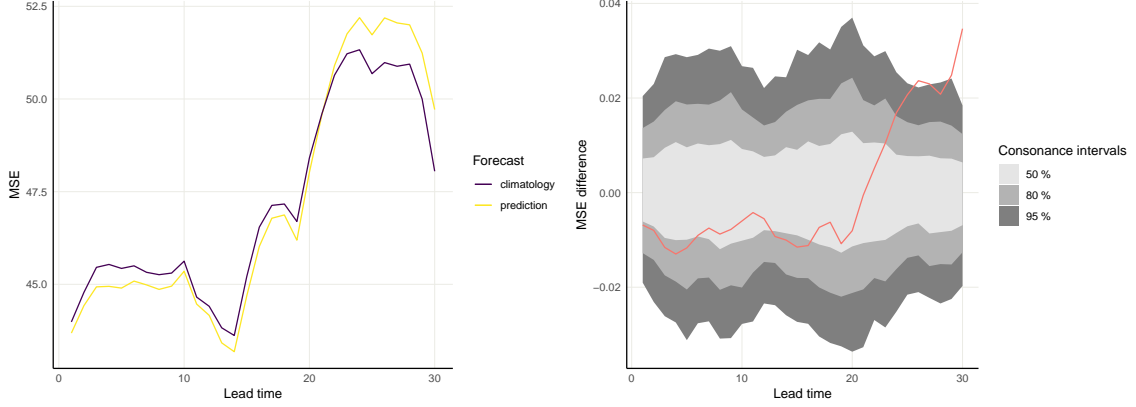 52.5
50.0
47.5
45.0
MSE
0
10
20
30
Lead time
Forecast
climatology
prediction
0.04
0.02
0.00
−0.02
MSE difference
0
10
20
30
Lead time
Consonance intervals
50 %
80 %
95 %